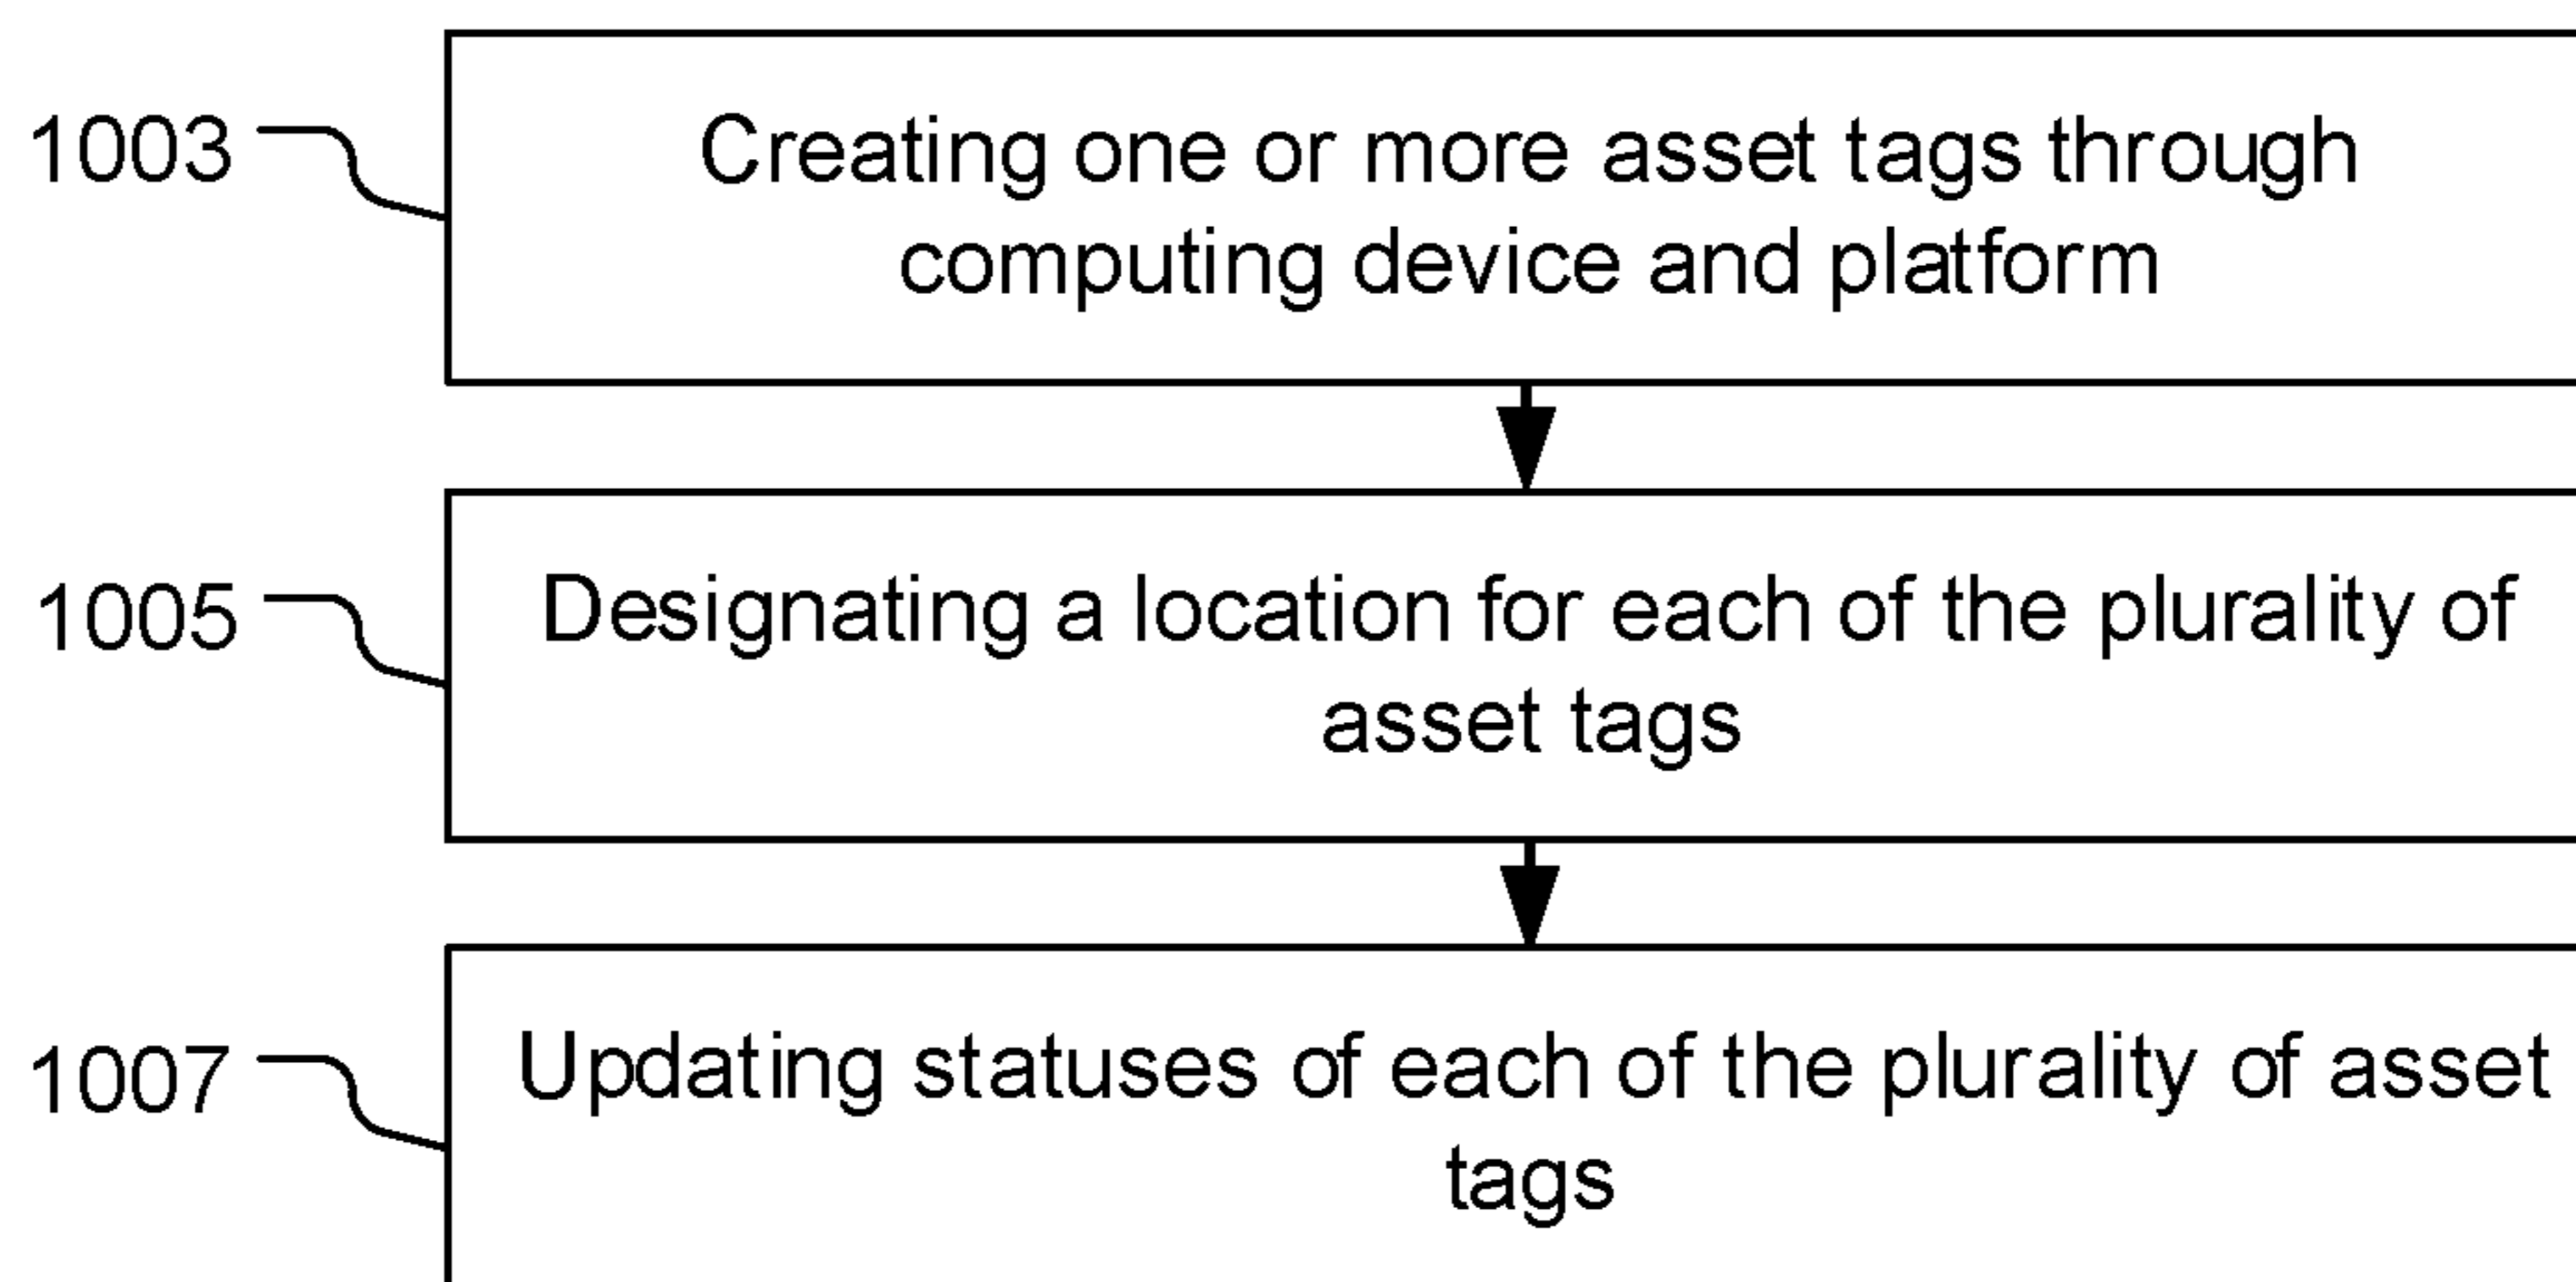 1003
Creating one or more asset tags through
computing device and platform
1005
Designating a location for each of the plurality of
asset tags
1007
Updating statuses of each of the plurality of asset
tags